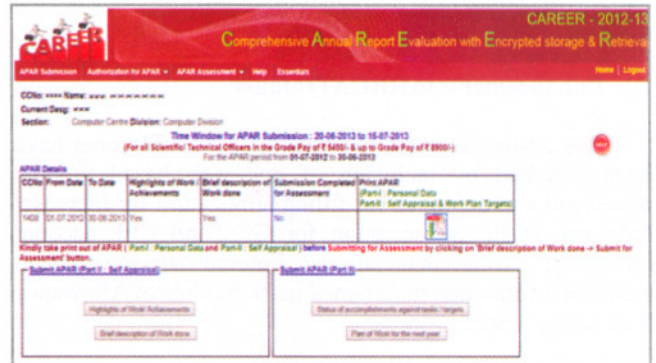 CAREER
CAREER - 2012-13
Comprehensive Annual Report Evaluation with Encrypted storage & Retrieval
APAR Submission Authorization for APAR APAR Assessment Help Essentials Home | Logout
CCNo: **** Name:
Current Desg: ***
Section: Computer Centre Division: Computer Division
Time Window for APAR Submission : 20-06-2013 to 15-07-2013
(For all Scientific/ Technical Officers in the Grade Pay of ₹ 5400/- & up to Grade Pay of ₹ 8900/-)
For the APAR period from 01-07-2012 to 30-06-2013
HELP
APAR Details
CCNo From Date To Date Highlights of Work / Achievements Brief description of Work done Submission Completed for Assessment Print APAR
(Part-I : Personal Data
Part-II : Self Appraisal & Work Plan Targets)
1408 01-07-2012 30-06-2013 Yes Yes No
Kindly take print out of APAR ( Part-I : Personal Data and Part-II : Self Appraisal ) before Submitting for Assessment by clicking on 'Brief description of Work done -> Submit for
Assessment' button.
Submit APAR (Part II : Self Appraisal) Submit APAR (Part II)
Highlights of Work/ Achievements Status of accomplishments against tasks / targets
Brief description of Work done Plan of Work for the next year